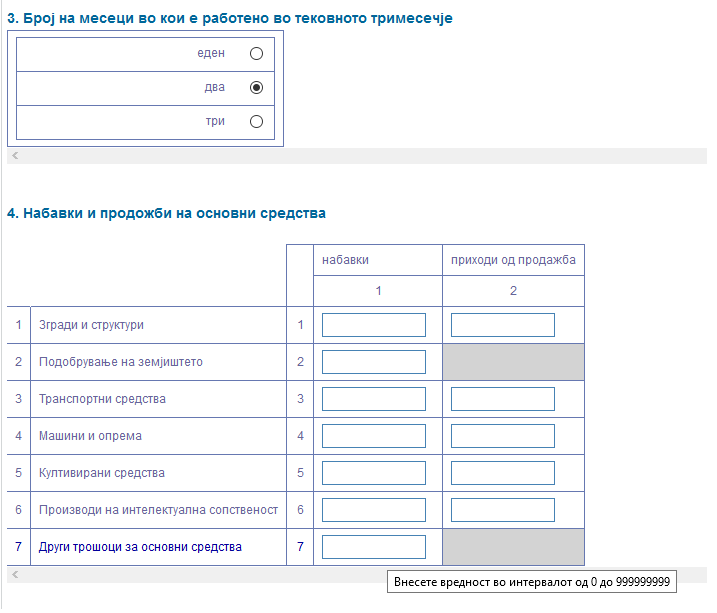 3. Број на месеци во кои е работено во тековното тримесечје
еден
два
три
4. Набавки и продожби на основни средства
набавки приходи од продажба
1 2
1 Згради и структури 1
2 Подобрување на земјиштето 2
3 Транспортни средства 3
4 Машини и опрема 4
5 Култивирани средства 5
6 Производи на интелектуална сопственост 6
7 Други трошоци за основни средства 7
Внесете вредност во интервалот од 0 до 999999999